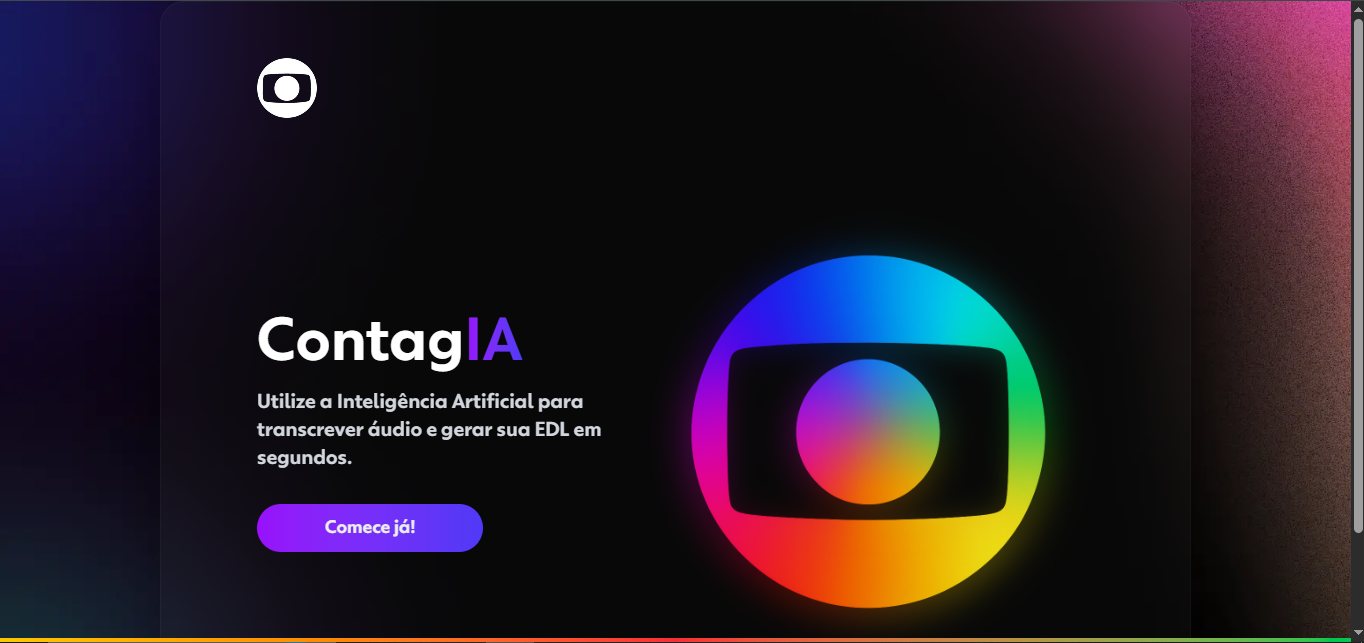 ContagIA
Utilize a Inteligência Artificial para
transcrever áudio e gerar sua EDL em
segundos.
Comece já!